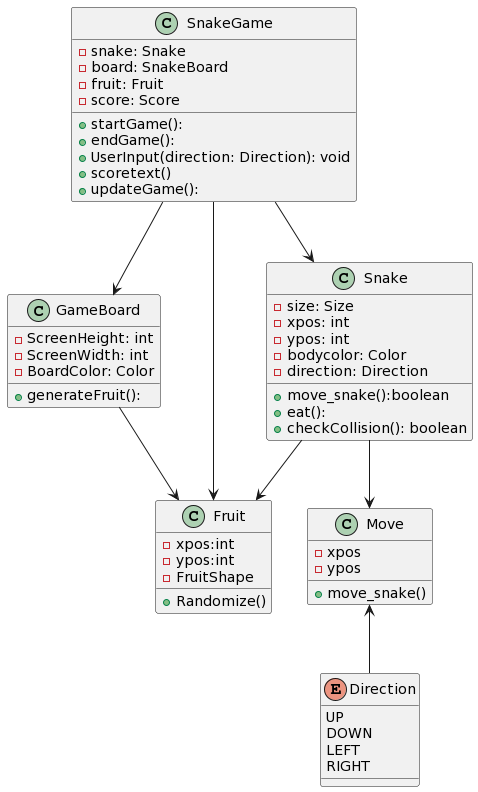 C SnakeGame
snake: Snake
board: SnakeBoard
fruit: Fruit
score: Score
startGame():
endGame():
UserInput(direction: Direction): void
scoretext()
updateGame():
C GameBoard
ScreenHeight: int
ScreenWidth: int
BoardColor: Color
generateFruit():
C Snake
size: Size
xpos: int
ypos: int
bodycolor: Color
direction: Direction
move_snake():boolean
eat():
checkCollision(): boolean
C Fruit
xpos:int
ypos:int
FruitShape
Randomize()
C Move
xpos
ypos
move_snake()
E Direction
UP
DOWN
LEFT
RIGHT